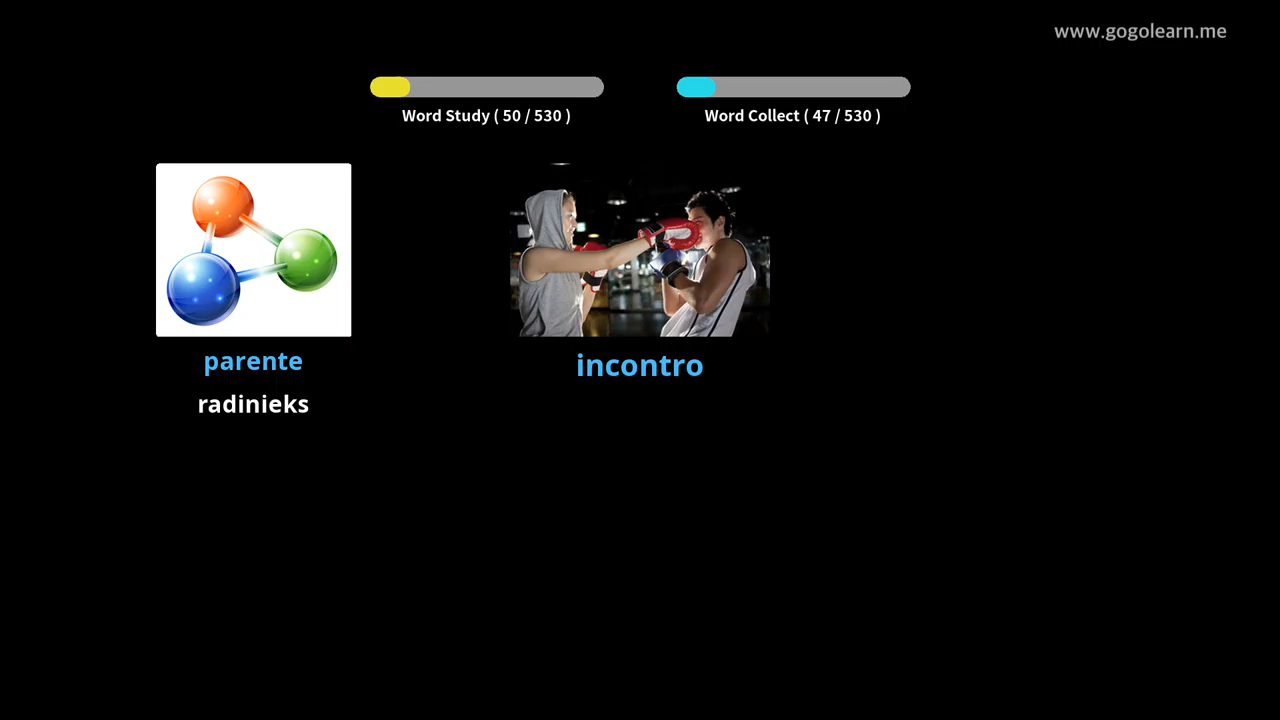 www.gogolearn.me
Word Study ( 50 / 530 )
Word Collect ( 47 / 530 )
parente
radinieks
incontro